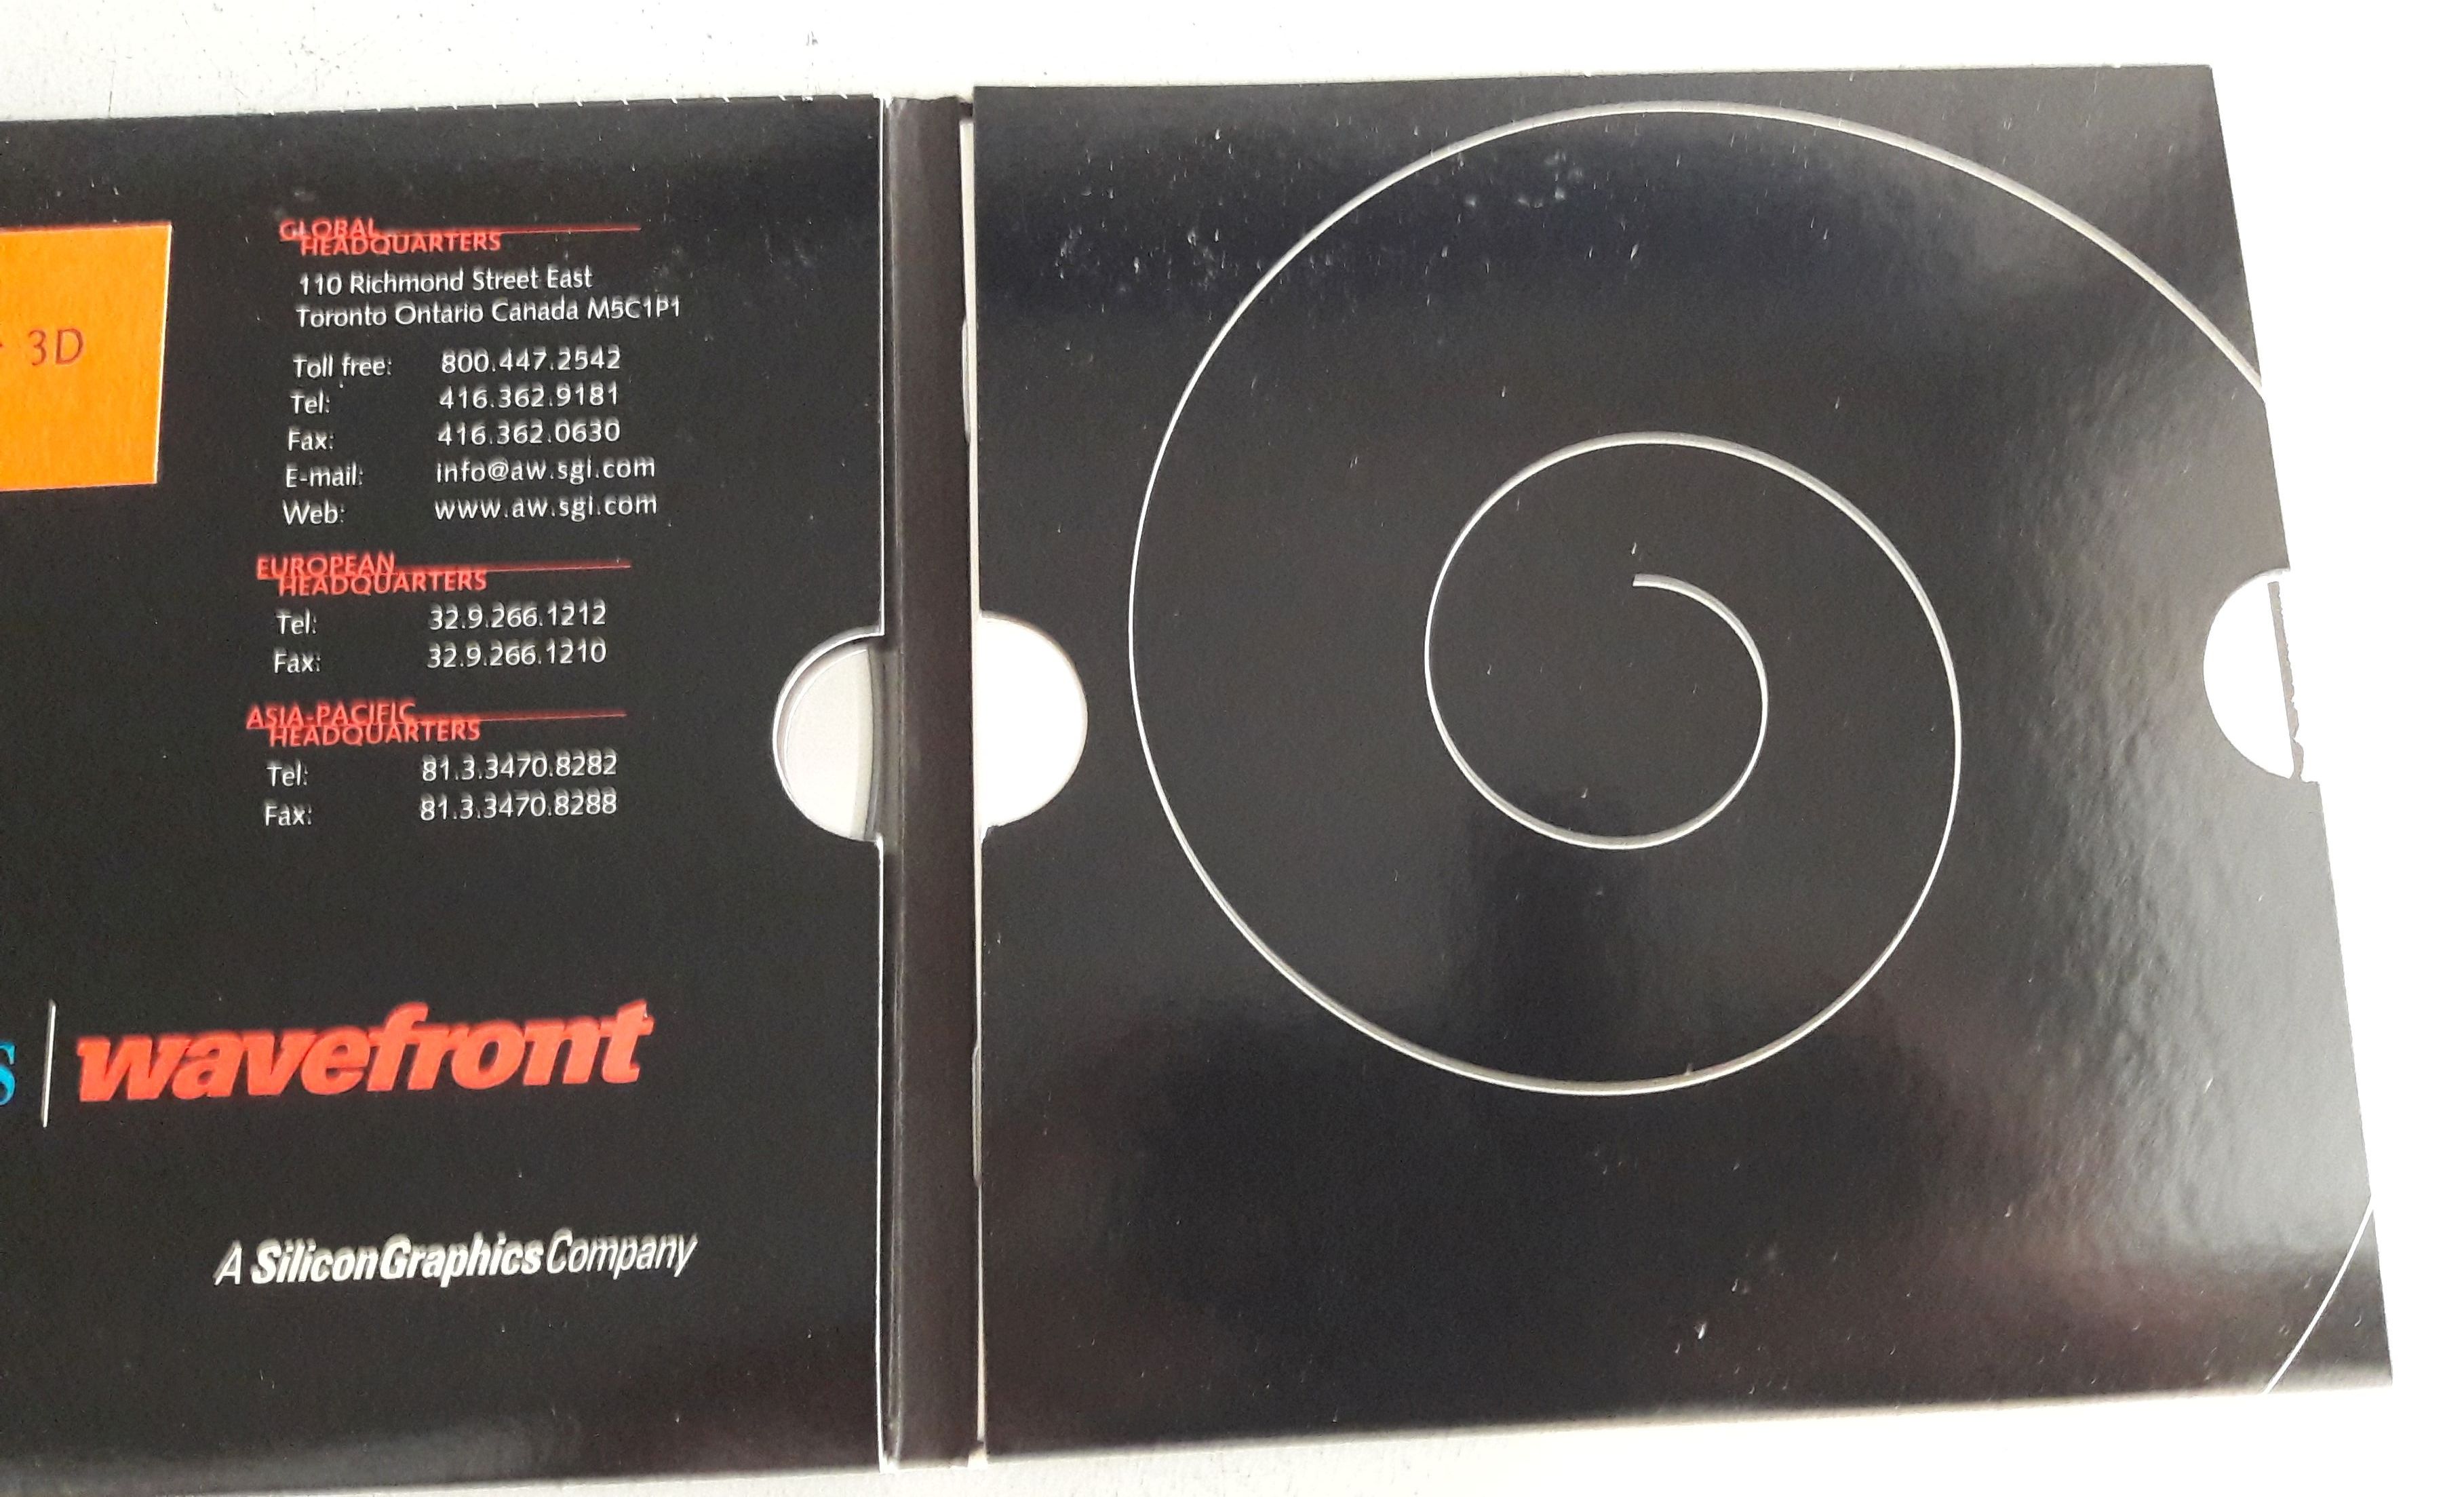 3D
GLOBAL
HEADQUARTERS
110 Richmond Street East
Toronto Ontario Canada M5C1P1
Toll free: 800.447.2542
Tel: 416.362.9181
Fax: 416.362.0630
E-mail: info@aw.sgi.com
Web: www.aw.sgi.com
EUROPEAN
HEADQUARTERS
Tel: 32.9.266.1212
Fax: 32.9.266.1210
ASIA-PACIFIC
HEADQUARTERS
Tel: 81.3.3470.8282
Fax: 81.3.3470.8288
s | wavefront
A SiliconGraphics Company